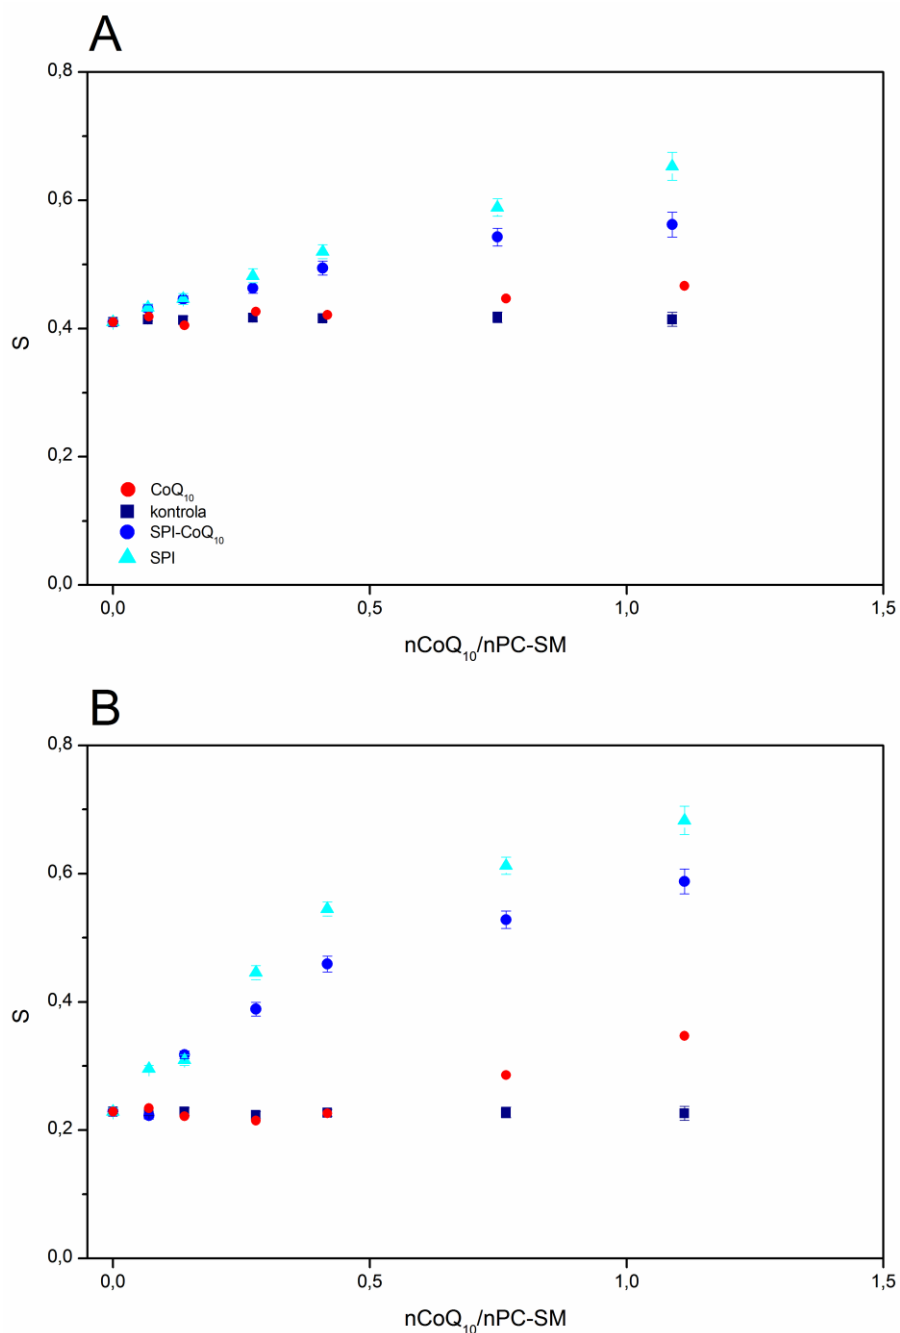 A
0,8
0,6
0,4
0,2
0,0
S
CoQ₁₀
kontrola
SPI-CoQ₁₀
SPI
0,0 0,5 1,0 1,5
nCoQ₁₀/nPC-SM
B
0,8
0,6
0,4
0,2
0,0
S
0,0 0,5 1,0 1,5
nCoQ₁₀/nPC-SM